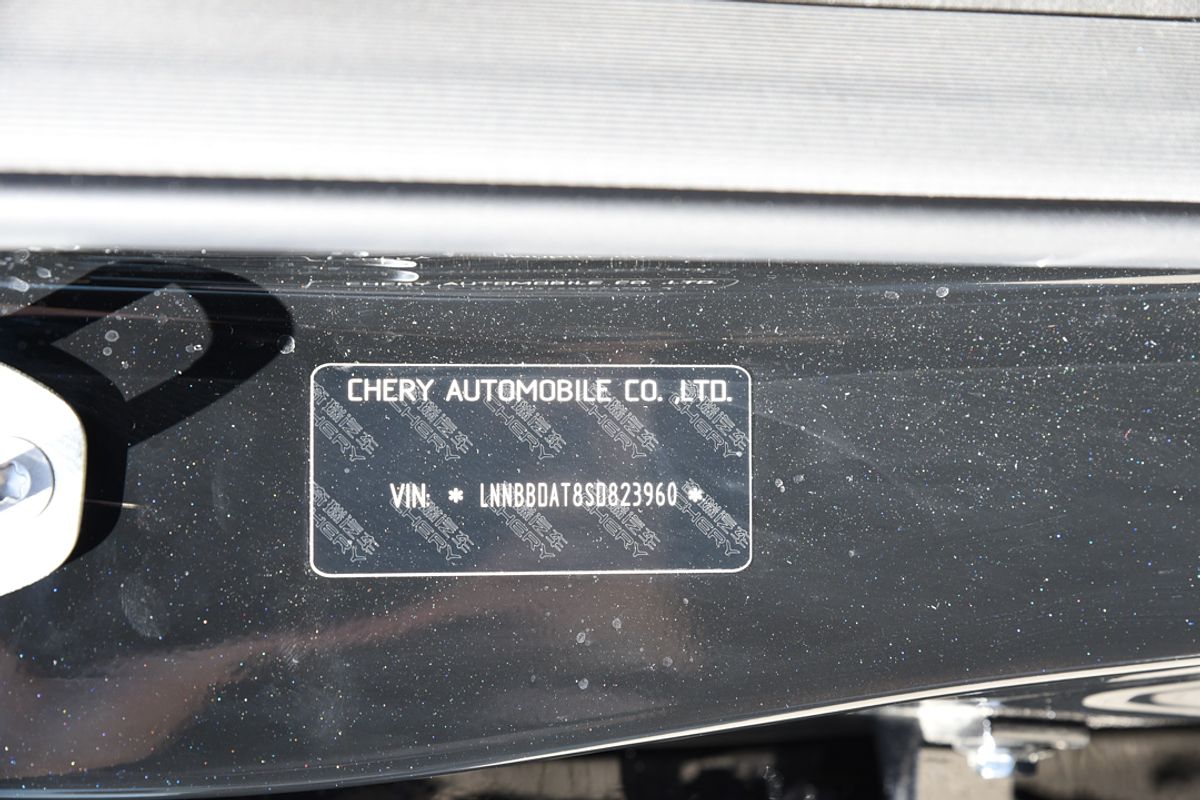 CHERY AUTOMOBILE CO. ,LTD.
VIN: * LNNBBDAT8SD823960 *